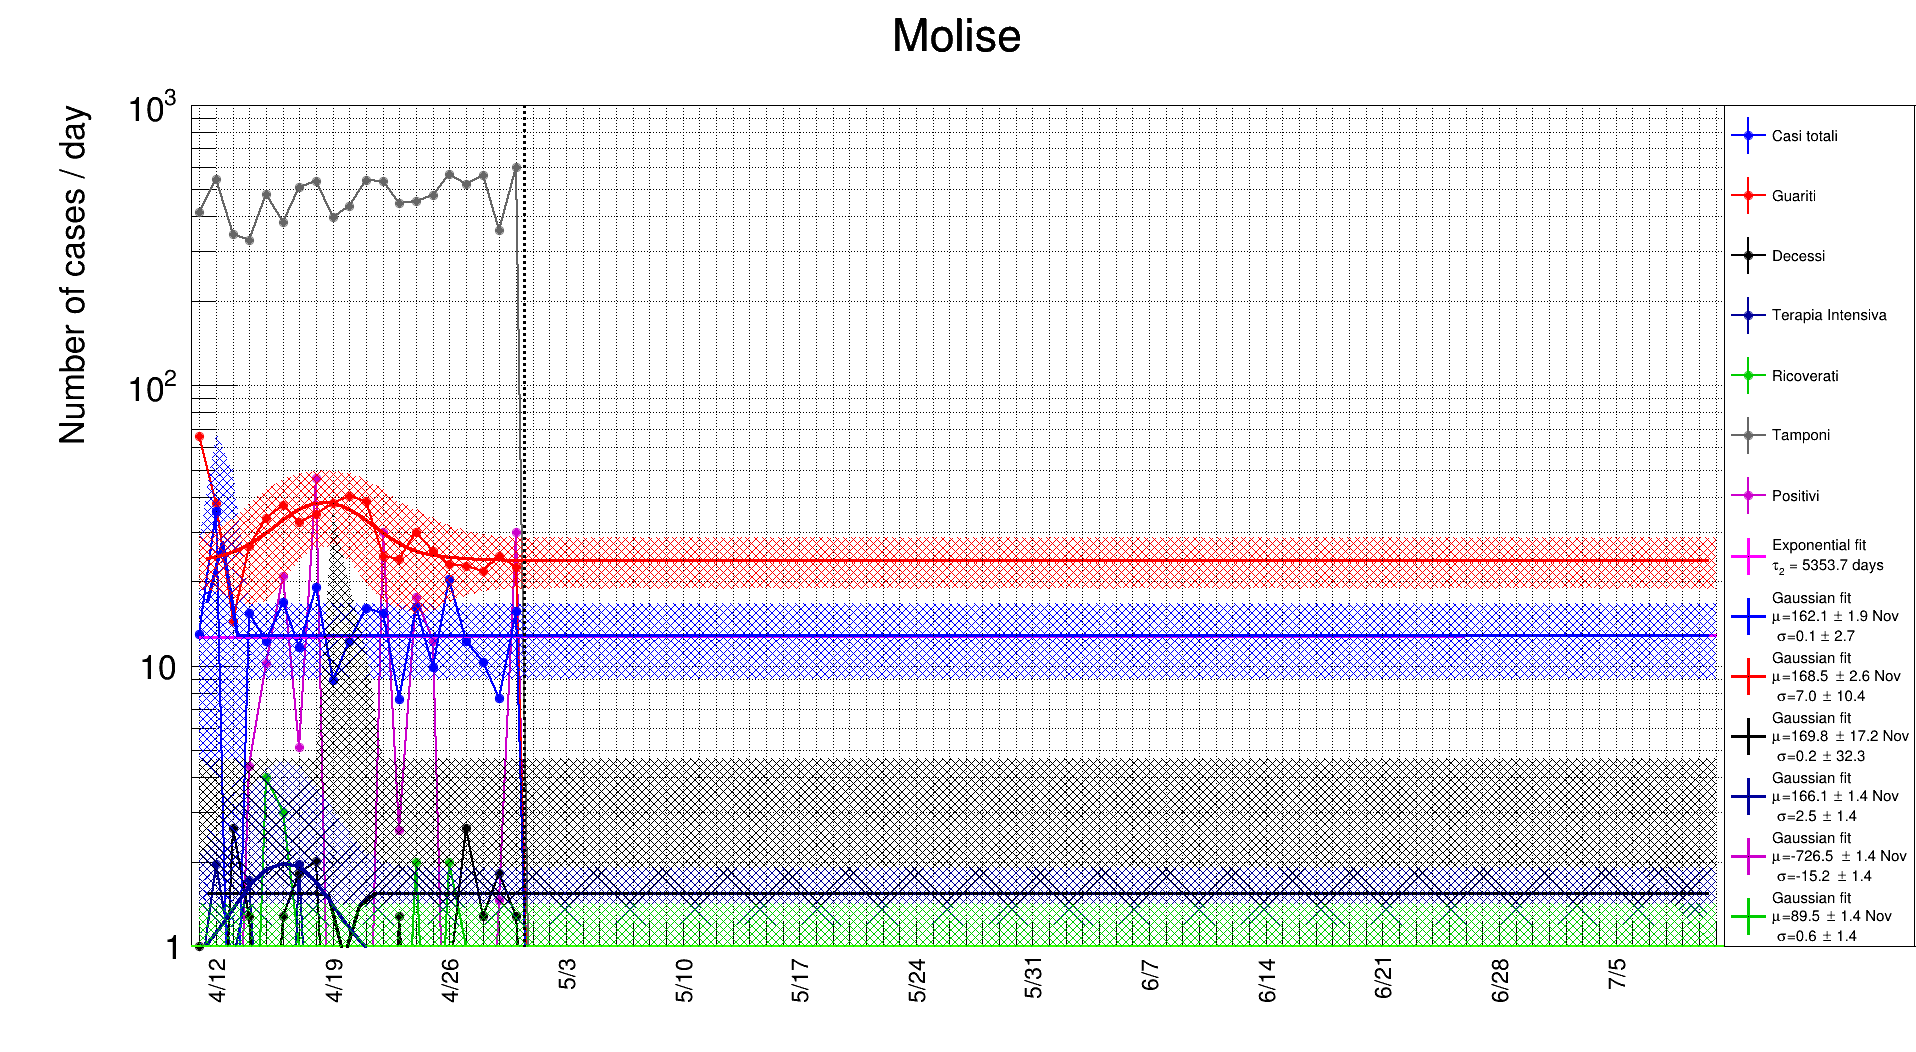 Molise
Number of cases / day
10³
10²
10
1
4/12
4/19
4/26
5/3
5/10
5/17
5/24
5/31
6/7
6/14
6/21
6/28
7/5
Casi totali
Guariti
Decessi
Terapia Intensiva
Ricoverati
Tamponi
Positivi
Exponential fit
τ₂ = 5353.7 days
Gaussian fit
μ=162.1 ± 1.9 Nov
σ=0.1 ± 2.7
Gaussian fit
μ=168.5 ± 2.6 Nov
σ=7.0 ± 10.4
Gaussian fit
μ=169.8 ± 17.2 Nov
σ=0.2 ± 32.3
Gaussian fit
μ=166.1 ± 1.4 Nov
σ=2.5 ± 1.4
Gaussian fit
μ=-726.5 ± 1.4 Nov
σ=-15.2 ± 1.4
Gaussian fit
μ=89.5 ± 1.4 Nov
σ=0.6 ± 1.4